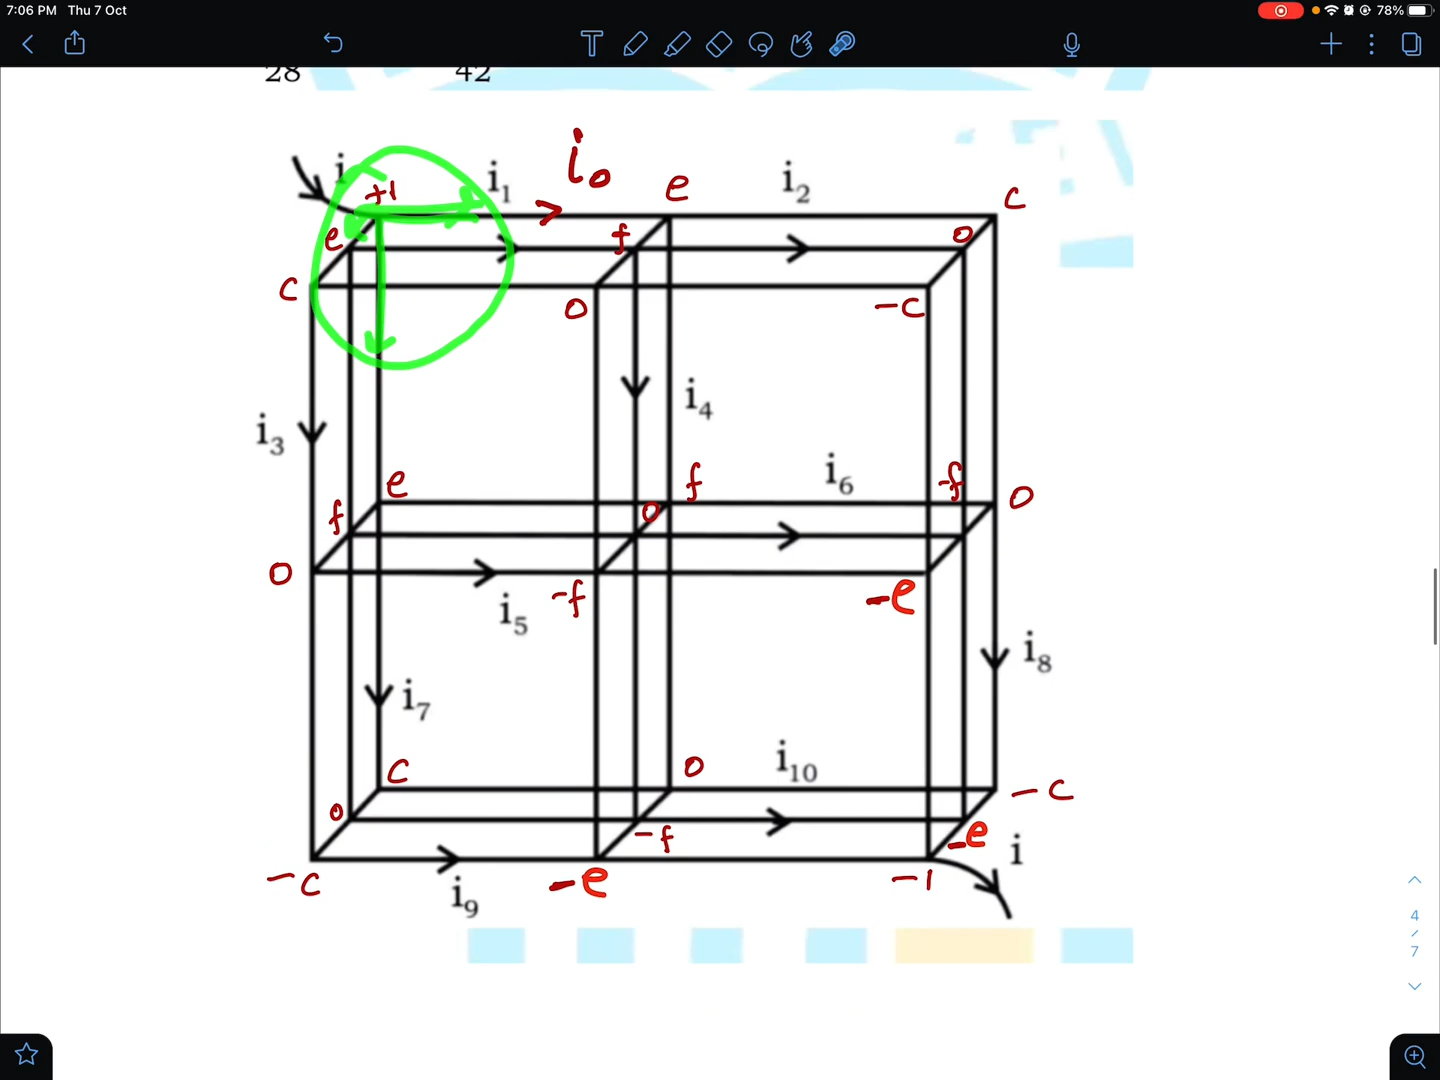 7:06 PM Thu 7 Oct
78%
T
28 42
i
+1
i₁
i₀
e
i₂
c
e
f
o
c
o
-c
i₃
i₄
e
f
i₆
-f
o
f
o
o
i₅
-f
-e
i₇
i₈
c
o
i₁₀
-c
o
-f
-e
i
-c
i₉
-e
-1
4
/
7